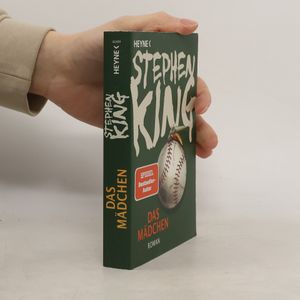 HEYNE <
STEPHEN
KING
SPIEGEL
Bestseller-
Autor
DAS
MÄDCHEN
ROMAN
HEYNE <
STEPHEN
KING
DAS
MÄDCHEN